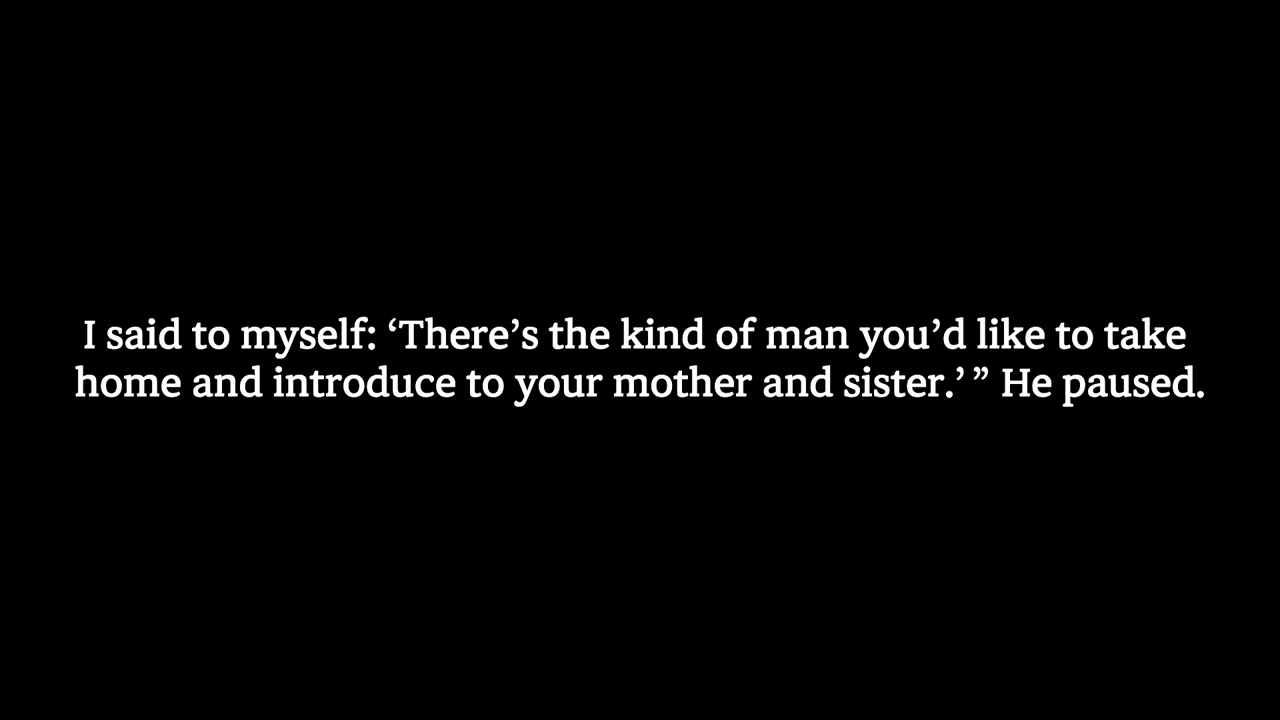 I said to myself: ‘There’s the kind of man you’d like to take
home and introduce to your mother and sister.’ ” He paused.